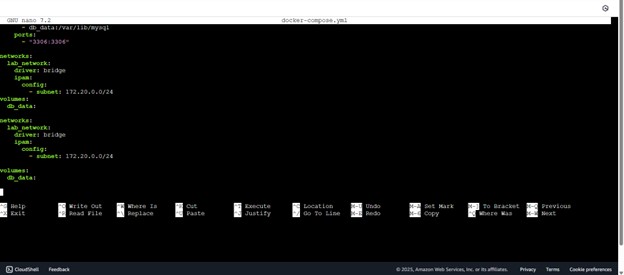 GNU nano 7.2 docker-compose.yml
- db_data:/var/lib/mysql
ports:
- "3306:3306"
networks:
lab_network:
driver: bridge
ipam:
config:
- subnet: 172.20.0.0/24
volumes:
db_data:
networks:
lab_network:
driver: bridge
ipam:
config:
- subnet: 172.20.0.0/24
volumes:
db_data:
^G Help ^O Write Out ^W Where Is ^K Cut ^T Execute ^C Location M-U Undo M-A Set Mark M-] To Bracket M-Q Previous
^X Exit ^R Read File ^\ Replace ^U Paste ^J Justify ^/ Go To Line M-E Redo M-6 Copy ^Q Where Was M-W Next
CloudShell Feedback © 2025, Amazon Web Services, Inc. or its affiliates. Privacy Terms Cookie preferences